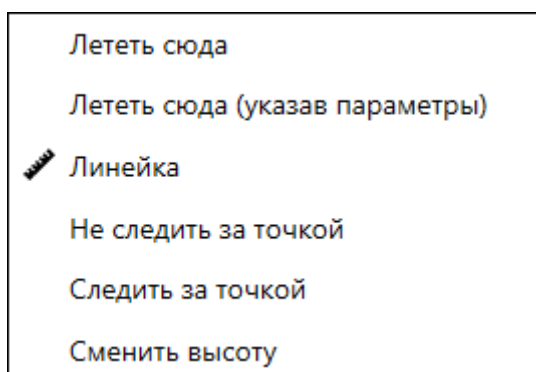 Лететь сюда
Лететь сюда (указав параметры)
Линейка
Не следить за точкой
Следить за точкой
Сменить высоту